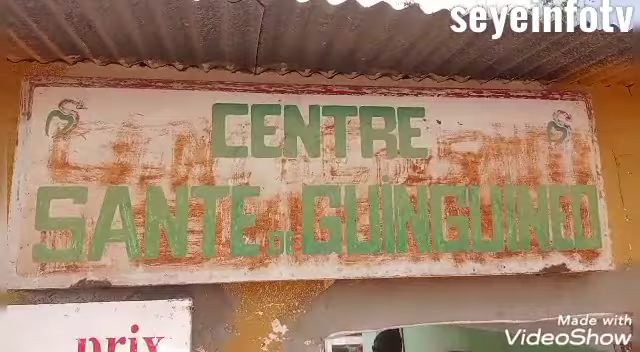 seyeinfotv
CENTRE
SANTE DE GUINGUINEO
prix
Made with
VideoShow